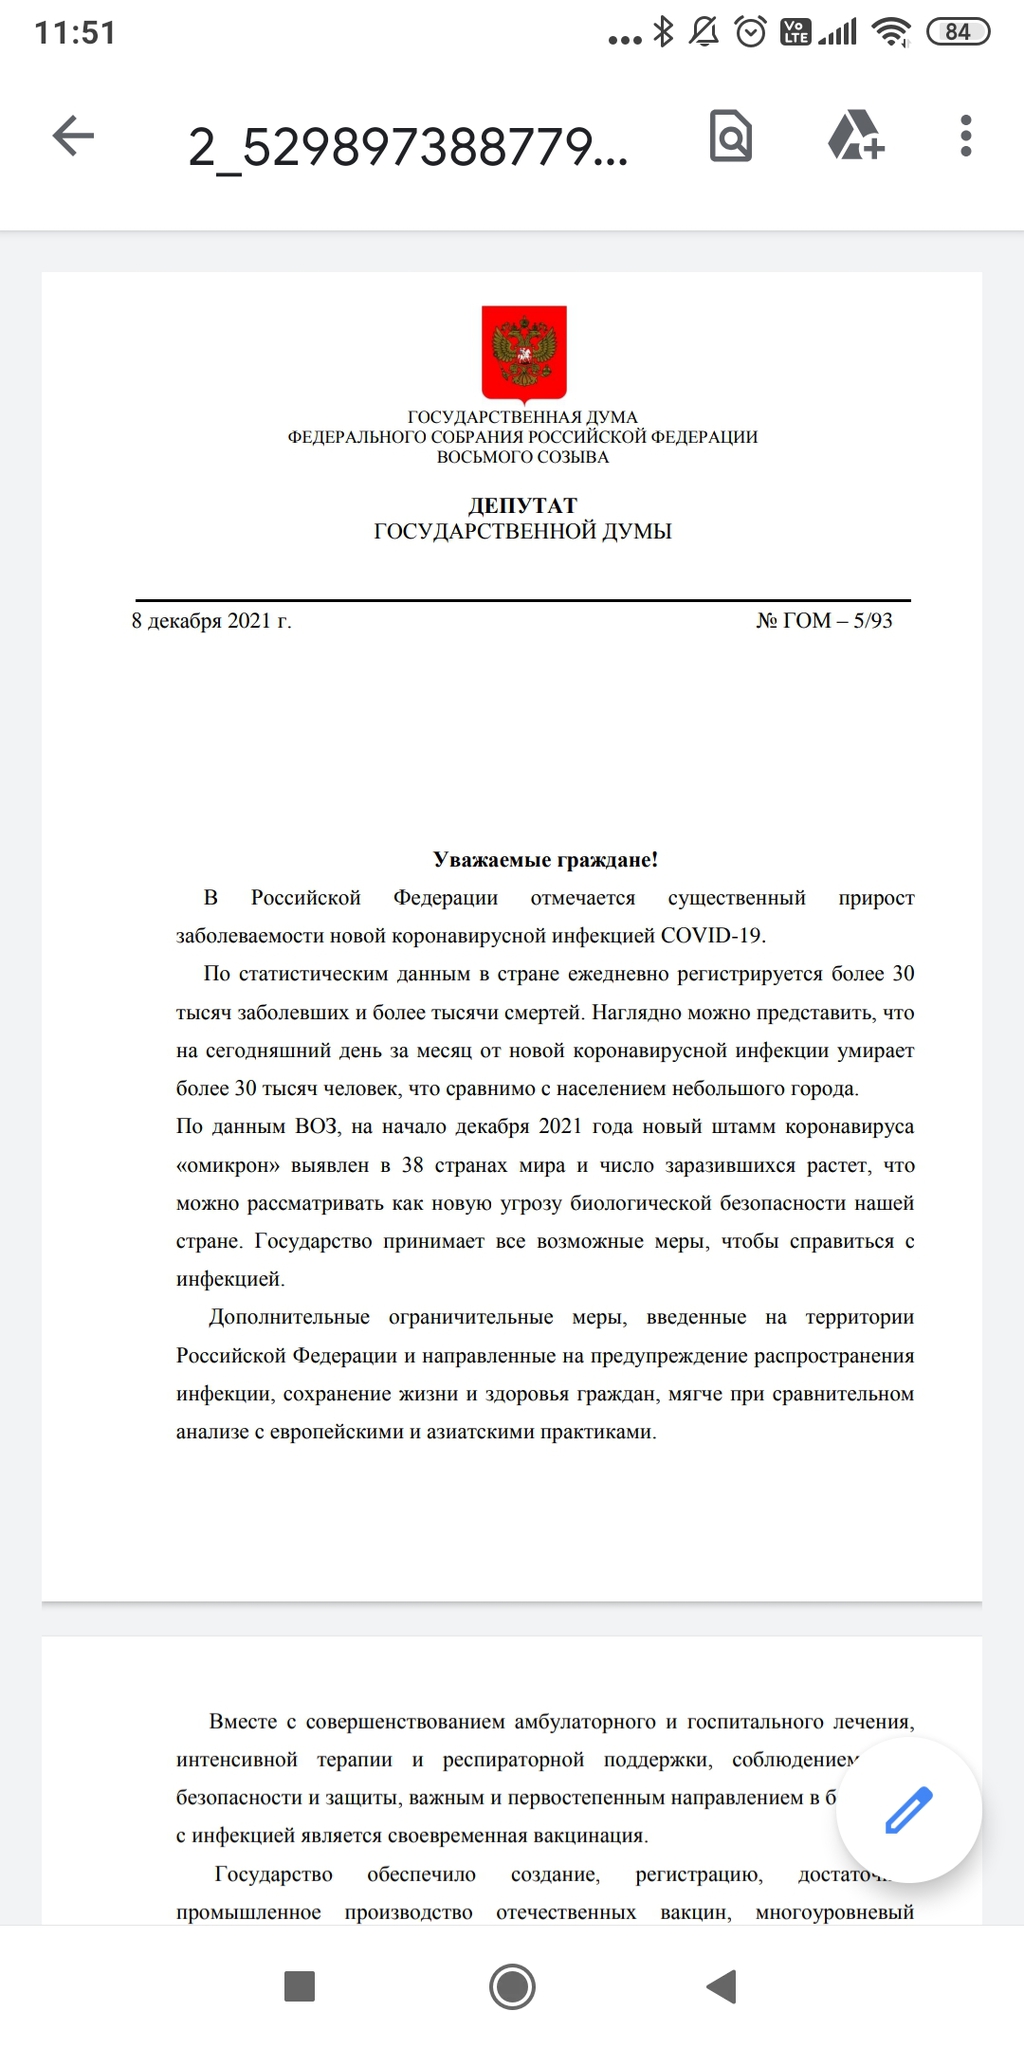 11:51
Vo LTE
84
2_529897388779...
ГОСУДАРСТВЕННАЯ ДУМА
ФЕДЕРАЛЬНОГО СОБРАНИЯ РОССИЙСКОЙ ФЕДЕРАЦИИ
ВОСЬМОГО СОЗЫВА
ДЕПУТАТ
ГОСУДАРСТВЕННОЙ ДУМЫ
8 декабря 2021 г. № ГОМ – 5/93
Уважаемые граждане!
В Российской Федерации отмечается существенный прирост
заболеваемости новой коронавирусной инфекцией COVID-19.
По статистическим данным в стране ежедневно регистрируется более 30
тысяч заболевших и более тысячи смертей. Наглядно можно представить, что
на сегодняшний день за месяц от новой коронавирусной инфекции умирает
более 30 тысяч человек, что сравнимо с населением небольшого города.
По данным ВОЗ, на начало декабря 2021 года новый штамм коронавируса
«омикрон» выявлен в 38 странах мира и число заразившихся растет, что
можно рассматривать как новую угрозу биологической безопасности нашей
стране. Государство принимает все возможные меры, чтобы справиться с
инфекцией.
Дополнительные ограничительные меры, введенные на территории
Российской Федерации и направленные на предупреждение распространения
инфекции, сохранение жизни и здоровья граждан, мягче при сравнительном
анализе с европейскими и азиатскими практиками.
Вместе с совершенствованием амбулаторного и госпитального лечения,
интенсивной терапии и респираторной поддержки, соблюдением
безопасности и защиты, важным и первостепенным направлением в
с инфекцией является своевременная вакцинация.
Государство обеспечило создание, регистрацию,
промышленное производство отечественных вакцин, многоуровневый